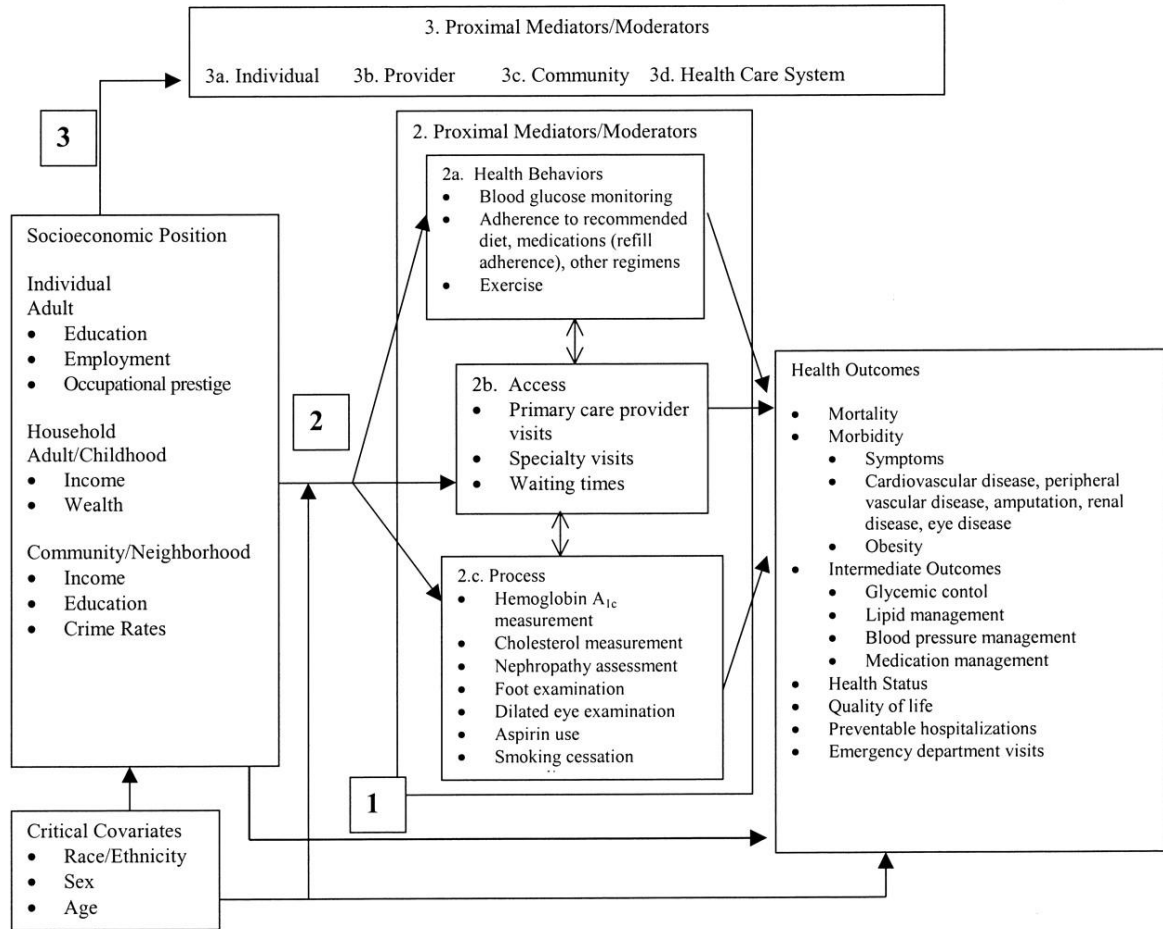 3. Proximal Mediators/Moderators
3a. Individual 3b. Provider 3c. Community 3d. Health Care System
3
2. Proximal Mediators/Moderators
2a. Health Behaviors
• Blood glucose monitoring
• Adherence to recommended
diet, medications (refill
adherence), other regimens
• Exercise
Socioeconomic Position
Individual
Adult
• Education
• Employment
• Occupational prestige
Household
Adult/Childhood
• Income
• Wealth
Community/Neighborhood
• Income
• Education
• Crime Rates
2
2b. Access
• Primary care provider
visits
• Specialty visits
• Waiting times
2.c. Process
• Hemoglobin A1c
measurement
• Cholesterol measurement
• Nephropathy assessment
• Foot examination
• Dilated eye examination
• Aspirin use
• Smoking cessation
Health Outcomes
• Mortality
• Morbidity
• Symptoms
• Cardiovascular disease, peripheral
vascular disease, amputation, renal
disease, eye disease
• Obesity
• Intermediate Outcomes
• Glycemic contol
• Lipid management
• Blood pressure management
• Medication management
• Health Status
• Quality of life
• Preventable hospitalizations
• Emergency department visits
1
Critical Covariates
• Race/Ethnicity
• Sex
• Age